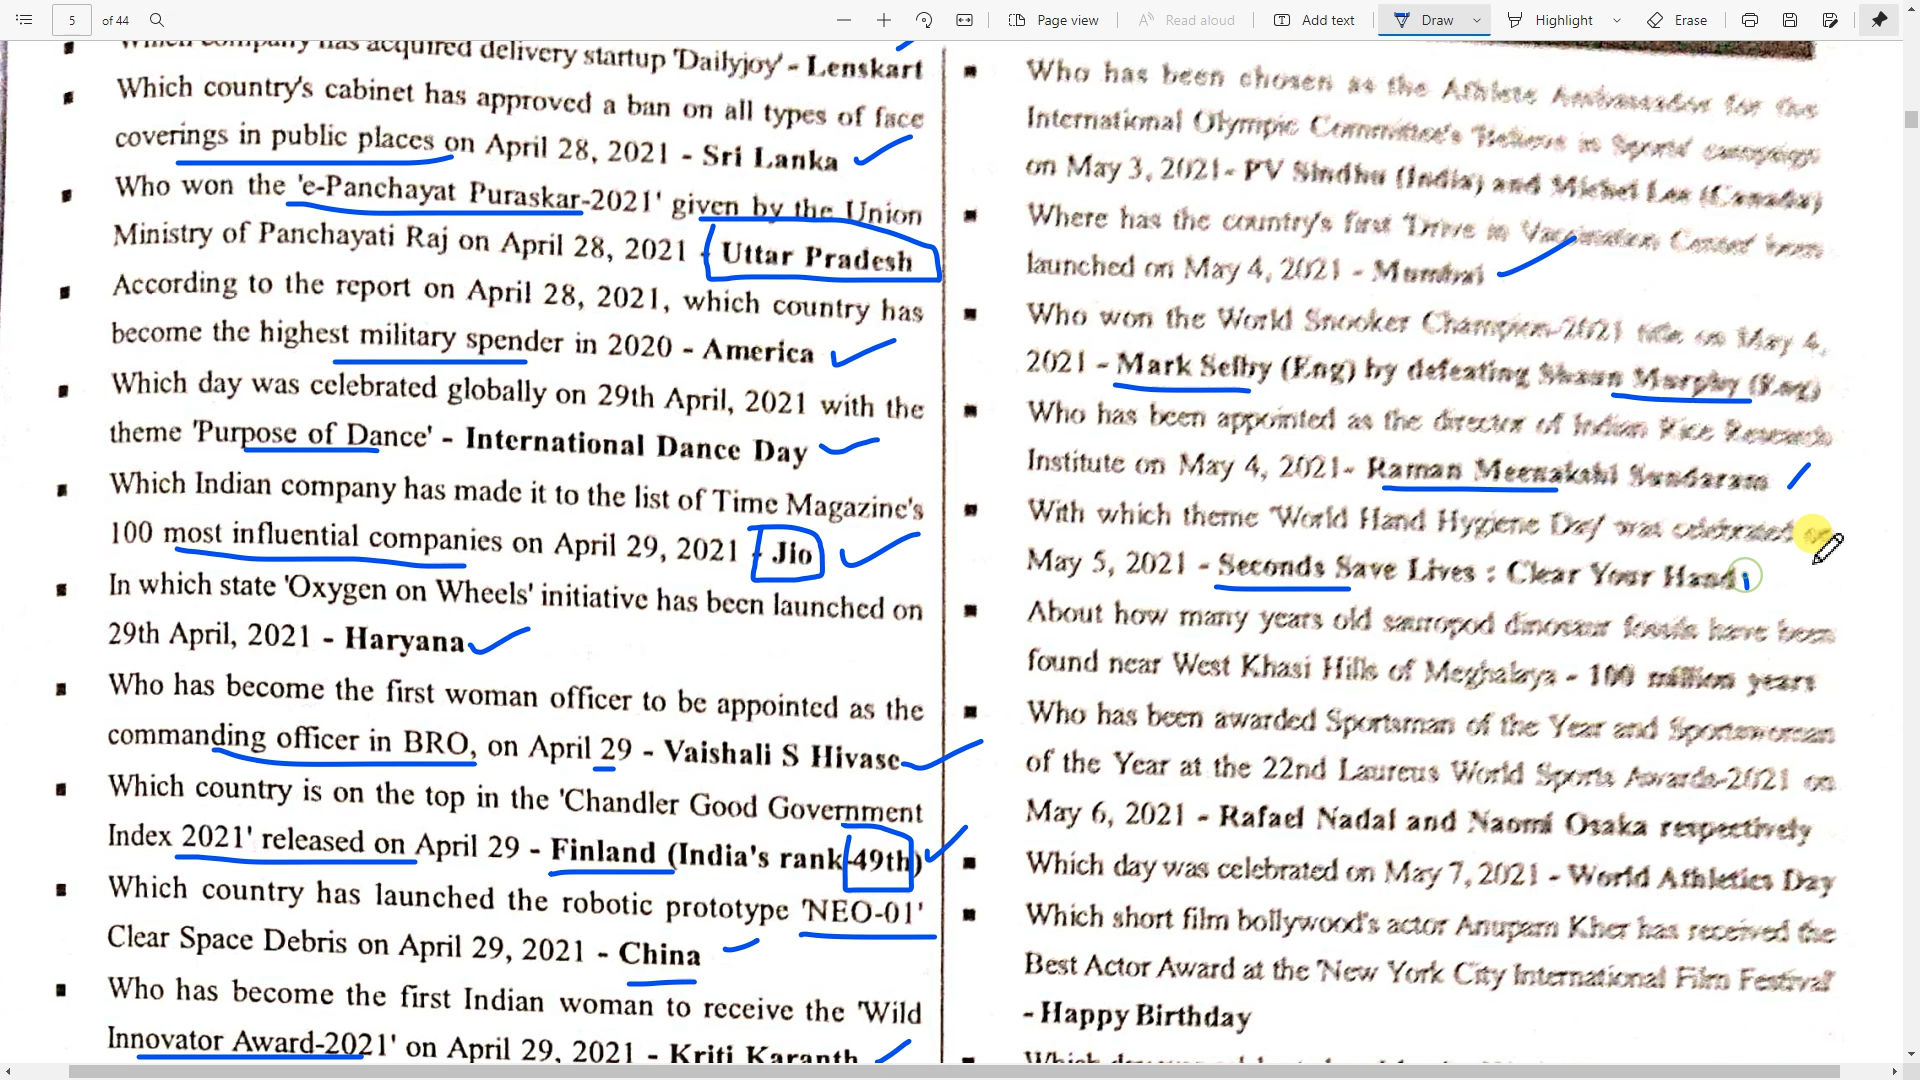 5 of 44
Page view
Read aloud
Add text
Draw
Highlight
Erase
Which company has acquired delivery startup 'Dailyjoy' - Lenskart
Which country's cabinet has approved a ban on all types of face
coverings in public places on April 28, 2021 - Sri Lanka
Who won the 'e-Panchayat Puraskar-2021' given by the Union
Ministry of Panchayati Raj on April 28, 2021 - Uttar Pradesh
According to the report on April 28, 2021, which country has
become the highest military spender in 2020 - America
Which day was celebrated globally on 29th April, 2021 with the
theme 'Purpose of Dance' - International Dance Day
Which Indian company has made it to the list of Time Magazine's
100 most influential companies on April 29, 2021 - Jio
In which state 'Oxygen on Wheels' initiative has been launched on
29th April, 2021 - Haryana
Who has become the first woman officer to be appointed as the
commanding officer in BRO, on April 29 - Vaishali S Hivase
Which country is on the top in the 'Chandler Good Government
Index 2021' released on April 29 - Finland (India's rank-49th)
Which country has launched the robotic prototype 'NEO-01'
Clear Space Debris on April 29, 2021 - China
Who has become the first Indian woman to receive the 'Wild
Innovator Award-2021' on April 29, 2021 - Kriti Karanth
Who has been chosen as the Athlete Ambassador for the
International Olympic Committee's 'Believe in Sport' campaign
on May 3, 2021- PV Sindhu (India) and Michel Lee (Canada)
Where has the country's first 'Drive in Vaccination Center' been
launched on May 4, 2021 - Mumbai
Who won the World Snooker Champion-2021 title on May 4,
2021 - Mark Selby (Eng) by defeating Shaun Murphy (Eng)
Who has been appointed as the director of Indian Rice Research
Institute on May 4, 2021- Raman Meenakshi Sundaram
With which theme 'World Hand Hygiene Day' was celebrated on
May 5, 2021 - Seconds Save Lives : Clear Your Hand
About how many years old sauropod dinosaur fossils have been
found near West Khasi Hills of Meghalaya - 100 million years
Who has been awarded Sportsman of the Year and Sportswoman
of the Year at the 22nd Laureus World Sports Awards-2021 on
May 6, 2021 - Rafael Nadal and Naomi Osaka respectively
Which day was celebrated on May 7, 2021 - World Athletics Day
Which short film bollywood's actor Anupam Kher has received the
Best Actor Award at the 'New York City International Film Festival'
- Happy Birthday